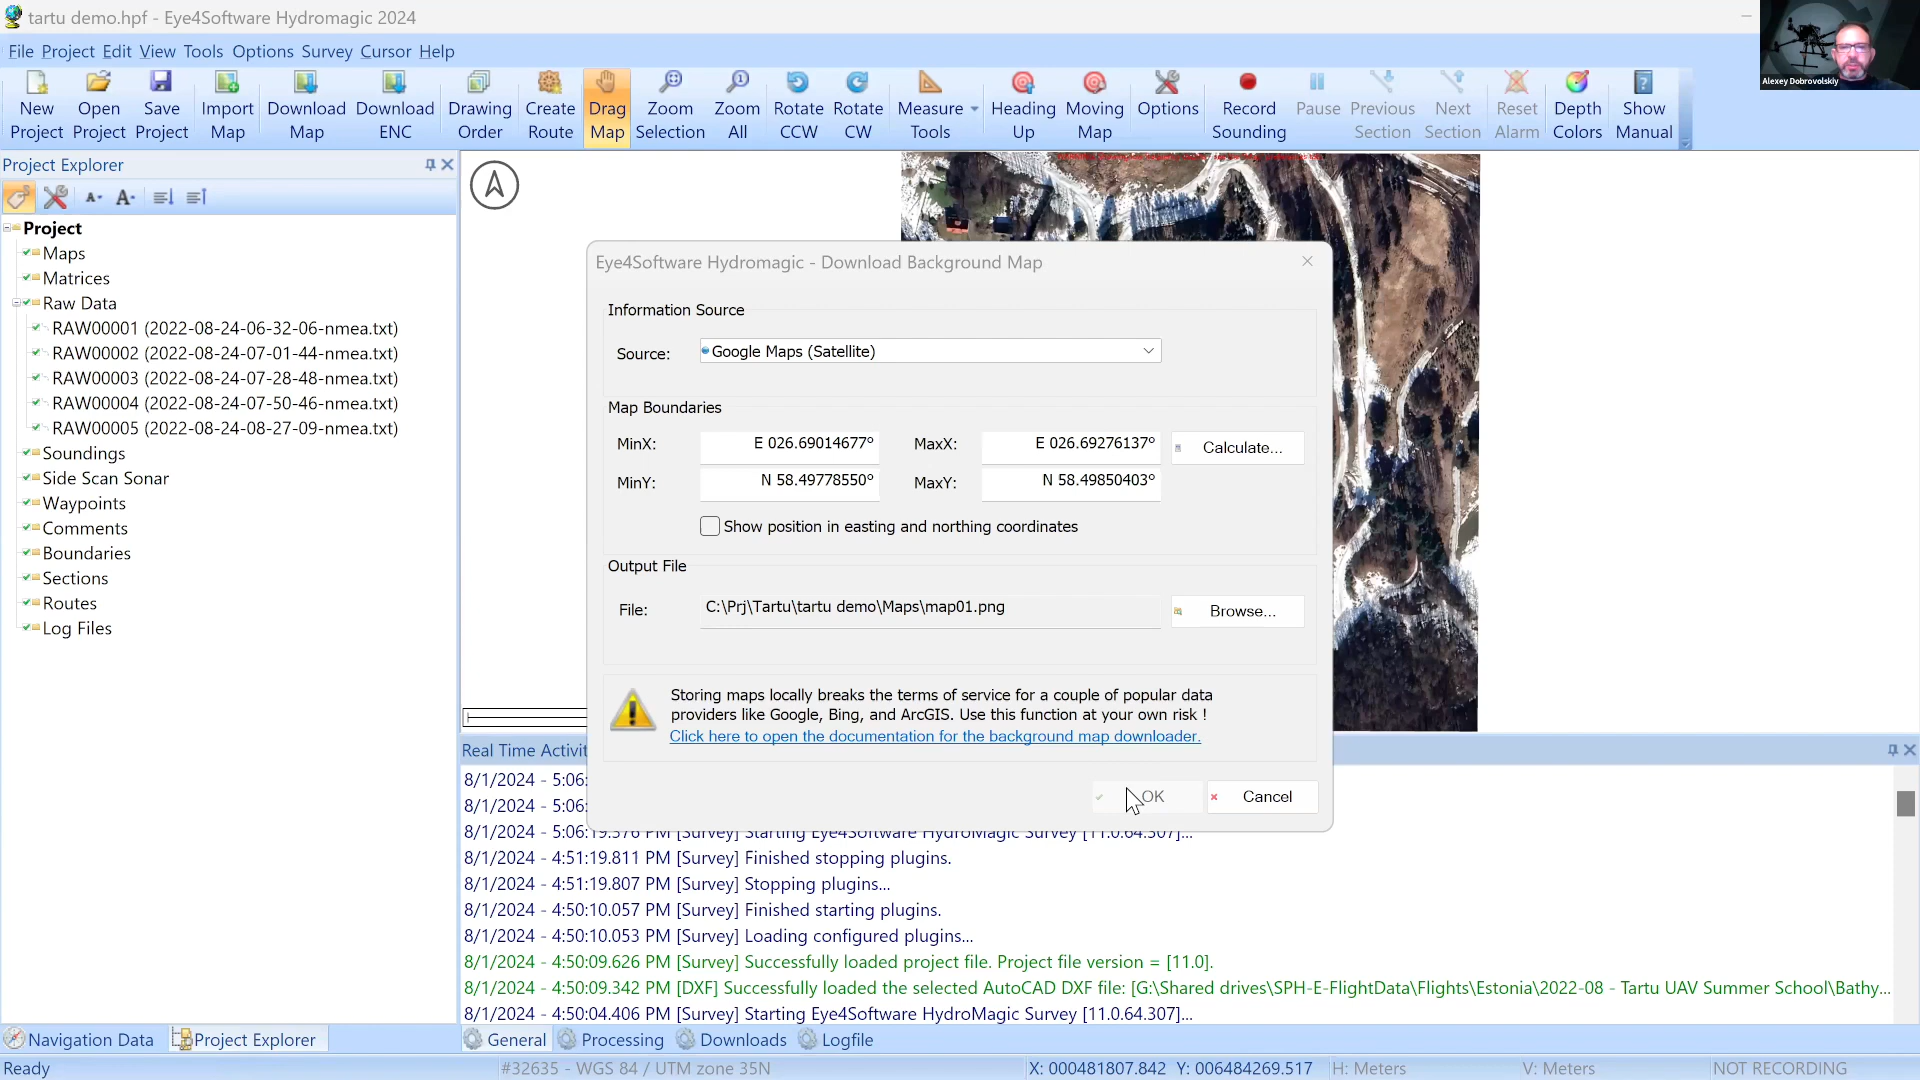 tartu demo.hpf - Eye4Software Hydromagic 2024
Alexey Dobrovolskiy
File Project Edit View Tools Options Survey Cursor Help
New Project
Open Project
Save Project
Import Map
Download Map
Download ENC
Drawing Order
Create Route
Drag Map
Zoom Selection
Zoom All
Rotate CCW
Rotate CW
Measure Tools
Heading Up
Moving Map
Options
Record Sounding
Pause
Previous Section
Next Section
Reset Alarm
Depth Colors
Show Manual
Project Explorer
Project
Maps
Matrices
Raw Data
RAW00001 (2022-08-24-06-32-06-nmea.txt)
RAW00002 (2022-08-24-07-01-44-nmea.txt)
RAW00003 (2022-08-24-07-28-48-nmea.txt)
RAW00004 (2022-08-24-07-50-46-nmea.txt)
RAW00005 (2022-08-24-08-27-09-nmea.txt)
Soundings
Side Scan Sonar
Waypoints
Comments
Boundaries
Sections
Routes
Log Files
Eye4Software Hydromagic - Download Background Map
Information Source
Source: Google Maps (Satellite)
Map Boundaries
MinX: E 026.69014677° MaxX: E 026.69276137° Calculate...
MinY: N 58.49778550° MaxY: N 58.49850403°
Show position in easting and northing coordinates
Output File
File: C:\Prj\Tartu\tartu demo\Maps\map01.png Browse...
Storing maps locally breaks the terms of service for a couple of popular data
providers like Google, Bing, and ArcGIS. Use this function at your own risk !
Click here to open the documentation for the background map downloader.
OK Cancel
Real Time Activit
8/1/2024 - 5:06:
8/1/2024 - 5:06:
8/1/2024 - 5:06:19.376 PM [Survey] Starting Eye4Software HydroMagic Survey [11.0.64.307]...
8/1/2024 - 4:51:19.811 PM [Survey] Finished stopping plugins.
8/1/2024 - 4:51:19.807 PM [Survey] Stopping plugins...
8/1/2024 - 4:50:10.057 PM [Survey] Finished starting plugins.
8/1/2024 - 4:50:10.053 PM [Survey] Loading configured plugins...
8/1/2024 - 4:50:09.626 PM [Survey] Successfully loaded project file. Project file version = [11.0].
8/1/2024 - 4:50:09.342 PM [DXF] Successfully loaded the selected AutoCAD DXF file: [G:\Shared drives\SPH-E-FlightData\Flights\Estonia\2022-08 - Tartu UAV Summer School\Bathy...
8/1/2024 - 4:50:04.406 PM [Survey] Starting Eye4Software HydroMagic Survey [11.0.64.307]...
Navigation Data Project Explorer General Processing Downloads Logfile
Ready #32635 - WGS 84 / UTM zone 35N X: 000481807.842 Y: 006484269.517 H: Meters V: Meters NOT RECORDING